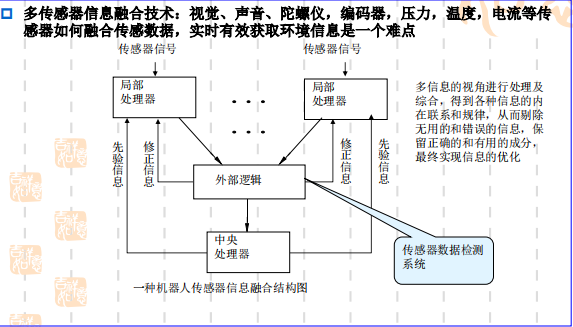 多传感器信息融合技术：视觉、声音、陀螺仪，编码器，压力，温度，电流等传
感器如何融合传感数据，实时有效获取环境信息是一个难点
传感器信号
传感器信号
局部
处理器
局部
处理器
多信息的视角进行处理及
综合，得到各种信息的内
在联系和规律，从而剔除
无用的和错误的信息，保
留正确的和有用的成分，
最终实现信息的优化
先验信息
修正信息
修正信息
先验信息
外部逻辑
中央
处理器
传感器数据检测
系统
一种机器人传感器信息融合结构图